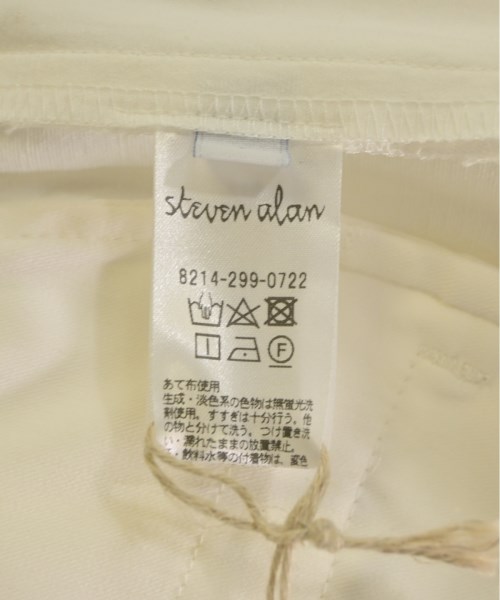 steven alan
8214-299-0722
F
あて布使用
生成・淡色系の色物は無蛍光洗
剤使用。すすぎは十分行う。他
の物と分けて洗う。つけ置き洗
い・濡れたままの放置禁止。
・飲料水等の付着物は、変色